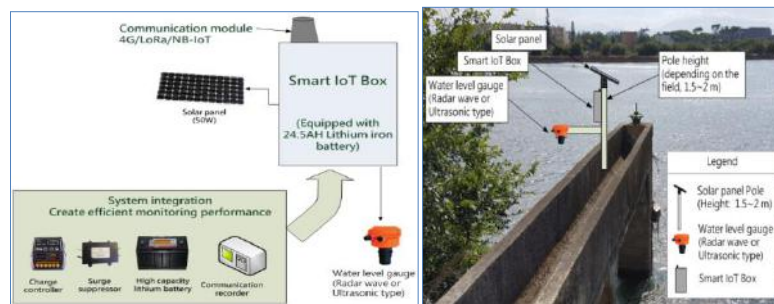 Communication module
4G/LoRa/NB-IoT
Smart IoT Box
(Equipped with
24.5AH Lithium iron
battery)
Solar panel
(50W)
System integration
Create efficient monitoring performance
Charge
controller
Surge
suppressor
High capacity
lithium battery
Communication
recorder
Water level gauge
(Radar wave or
Ultrasonic type)
Solar panel
Smart IoT Box
Water level gauge
(Radar wave or
Ultrasonic type)
Pole height
(depending on the
field, 1.5~2 m)
Legend
Solar panel Pole
(Height: 1.5~2 m)
Water level gauge
(Radar wave or
Ultrasonic type)
Smart IoT Box